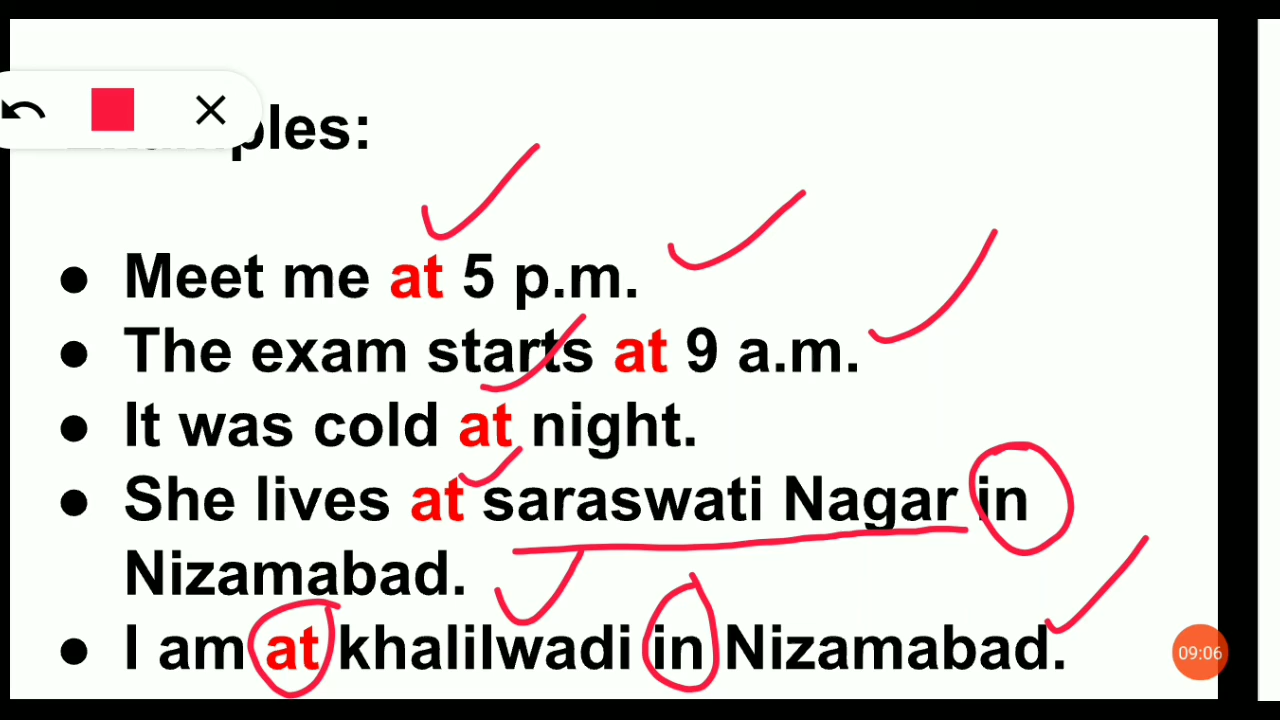 ples:
● Meet me at 5 p.m.
● The exam starts at 9 a.m.
● It was cold at night.
● She lives at saraswati Nagar in
Nizamabad.
● I am at khalilwadi in Nizamabad.
09:06